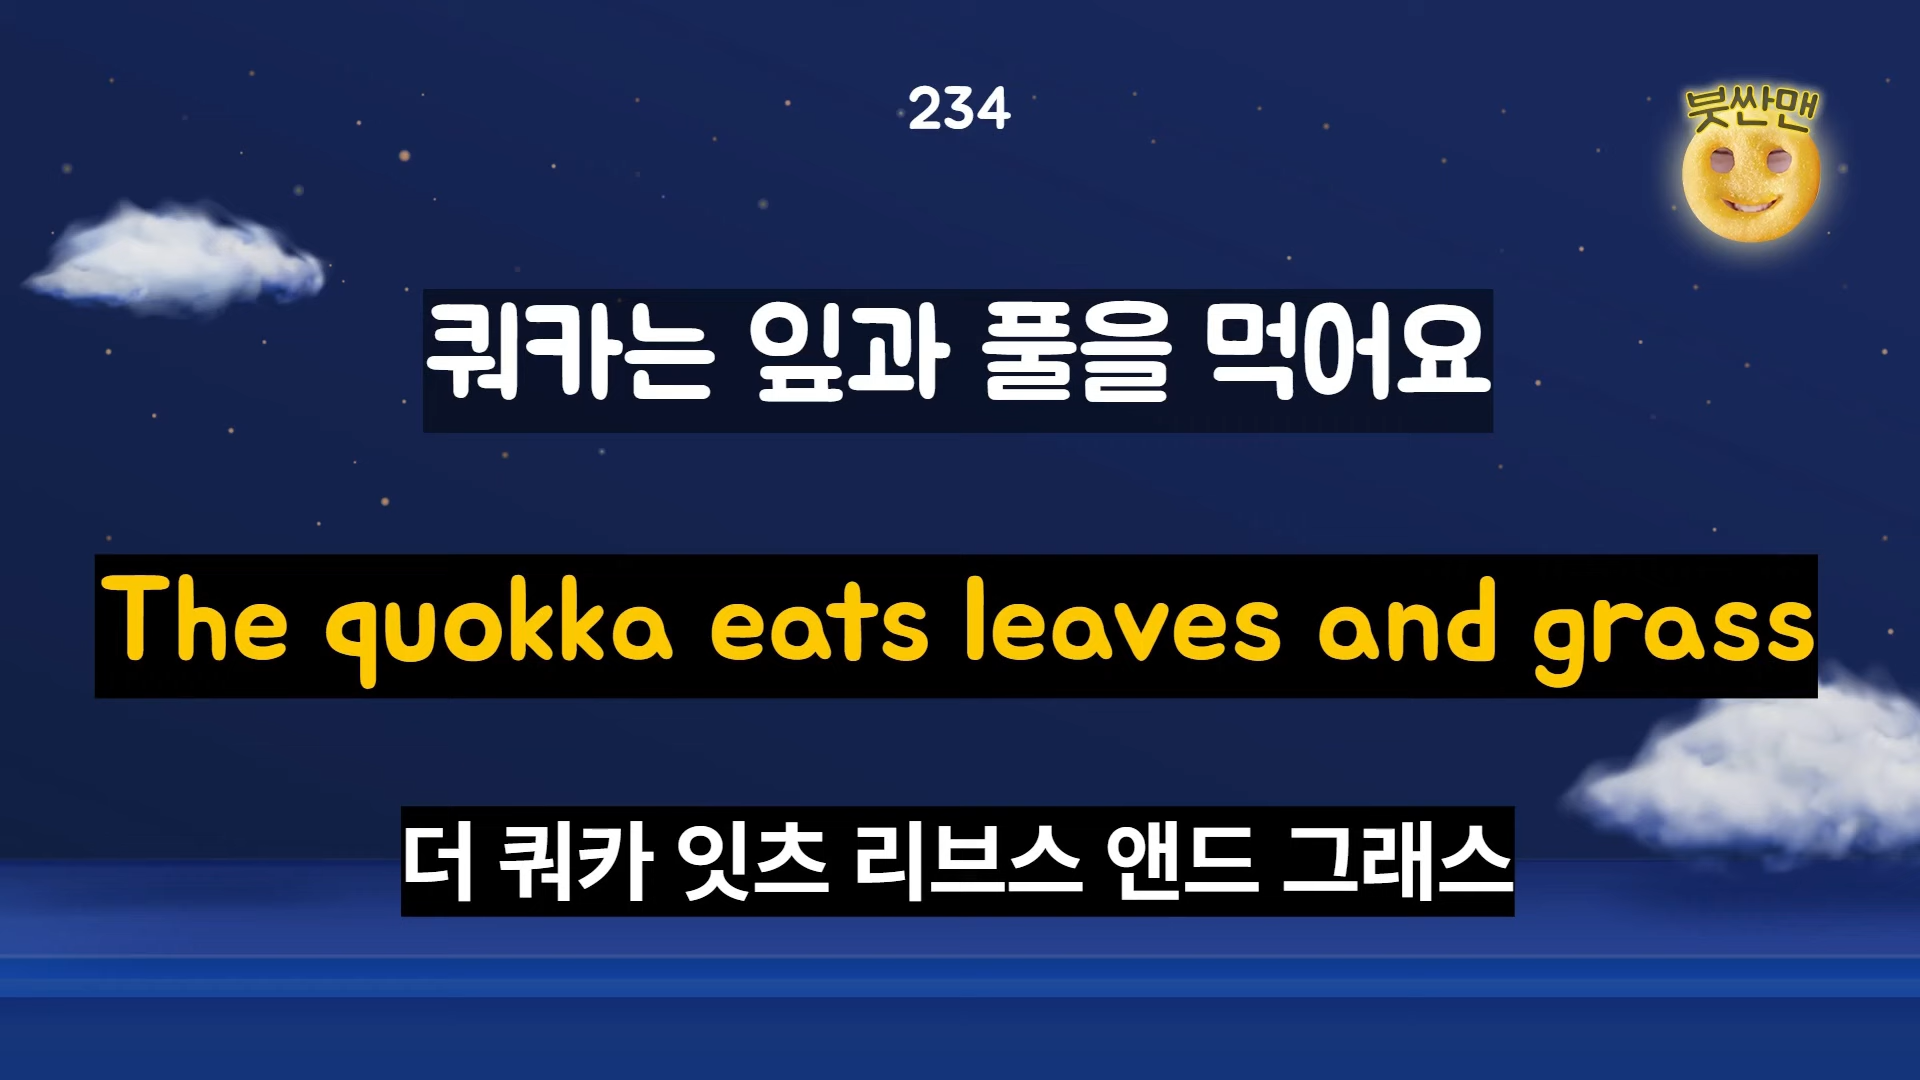 234
붓싼맨
쿼카는 잎과 풀을 먹어요
The quokka eats leaves and grass
더 쿼카 잇츠 리브스 앤드 그래스